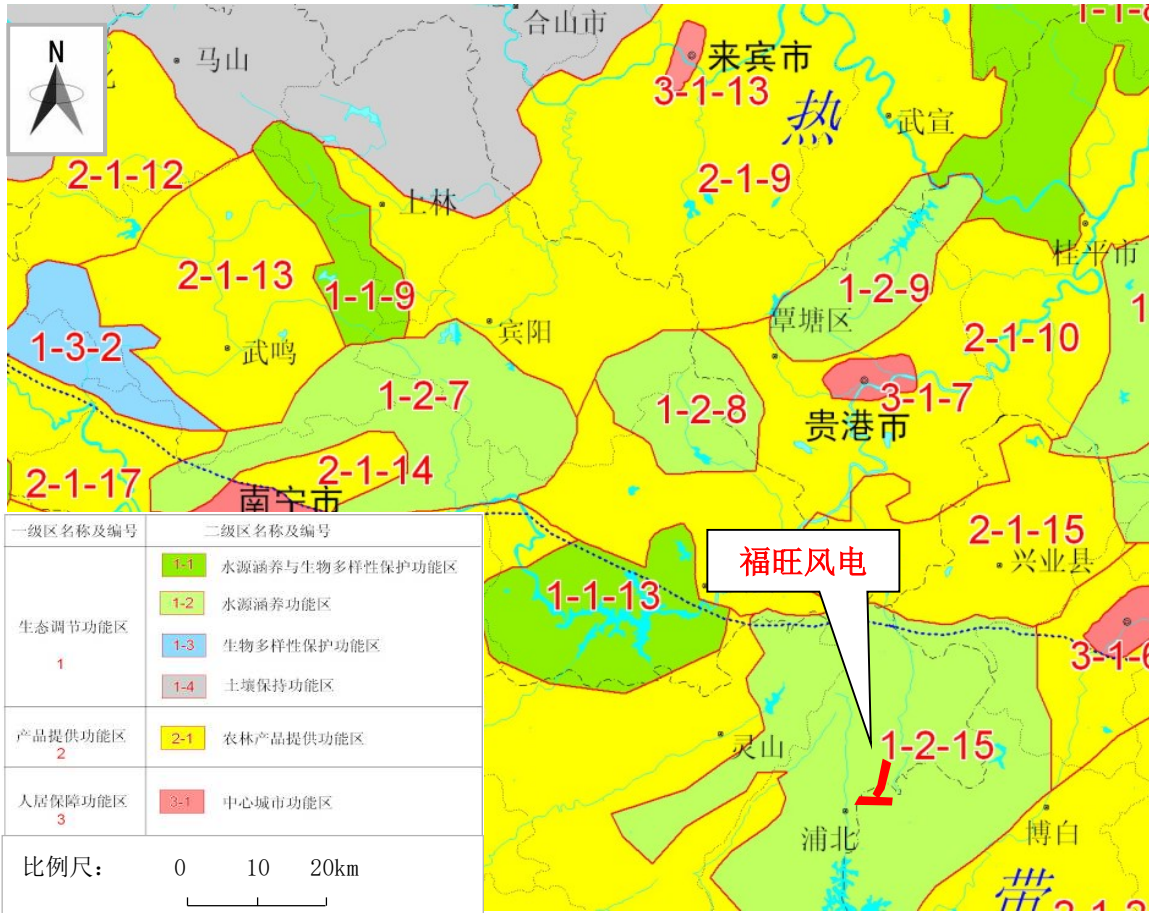 合山市
1-1-8
N
马山
来宾市
3-1-13
热
武宣
2-1-12
2-1-9
上林
桂平市
2-1-13
1-1-9
1-2-9
宾阳
覃塘区
1-3-2
武鸣
2-1-10
1-2-7
1-2-8
3-1-7
贵港市
2-1-17
2-1-14
南宁市
2-1-15
兴业县
福旺风电
1-1-13
3-1-6
灵山
1-2-15
浦北
博白
带
一级区名称及编号
二级区名称及编号
生态调节功能区
1
1-1 水源涵养与生物多样性保护功能区
1-2 水源涵养功能区
1-3 生物多样性保护功能区
1-4 土壤保持功能区
产品提供功能区
2
2-1 农林产品提供功能区
人居保障功能区
3
3-1 中心城市功能区
比例尺:
0 10 20km